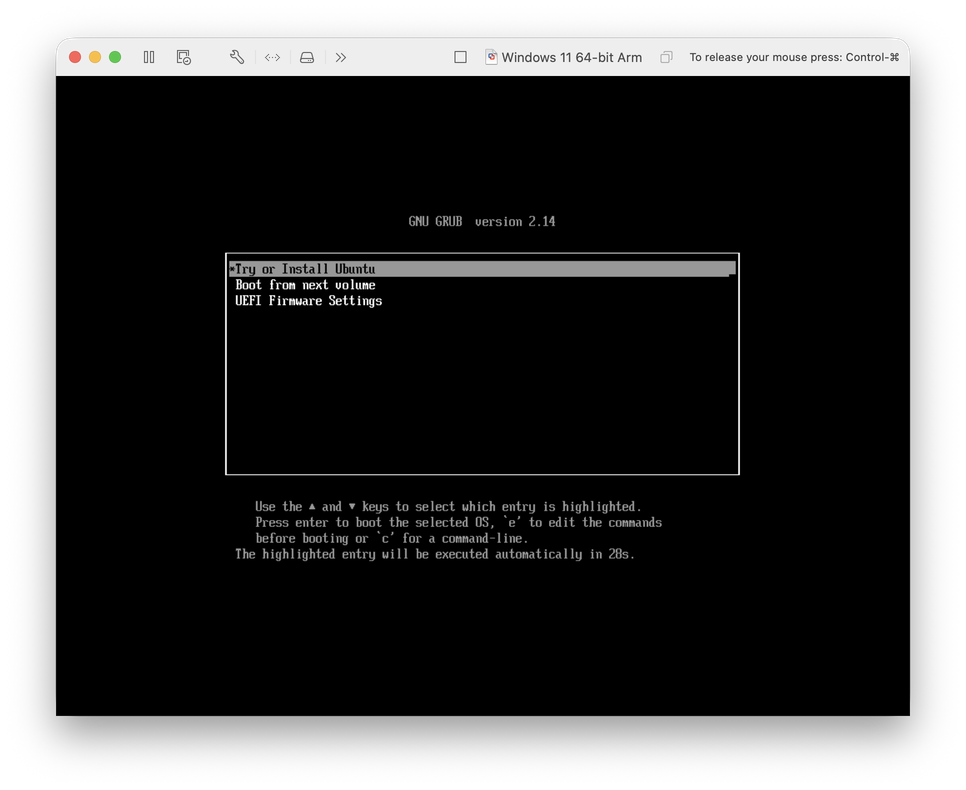 Windows 11 64-bit Arm To release your mouse press: Control-⌘
GNU GRUB version 2.14
*Try or Install Ubuntu
Boot from next volume
UEFI Firmware Settings
Use the ▲ and ▼ keys to select which entry is highlighted.
Press enter to boot the selected OS, `e' to edit the commands
before booting or `c' for a command-line.
The highlighted entry will be executed automatically in 28s.